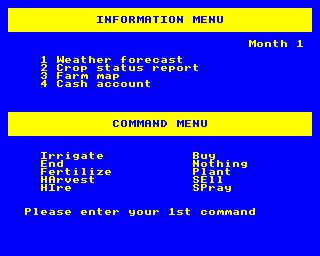 INFORMATION MENU
Month 1
1 Weather forecast
2 Crop status report
3 Farm map
4 Cash account
COMMAND MENU
Irrigate Buy
End Nothing
Fertilize Plant
HArvest SEll
HIre SPray
Please enter your 1st command